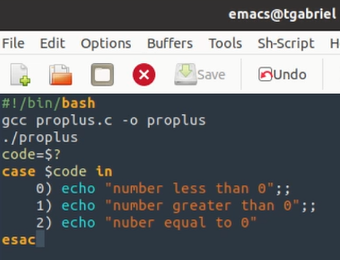 emacs@tgabriel
File Edit Options Buffers Tools Sh-Script H
Save Undo
#!/bin/bash
gcc proplus.c -o proplus
./proplus
code=$?
case $code in
    0) echo "number less than 0";;
    1) echo "number greater than 0";;
    2) echo "nuber equal to 0"
esac